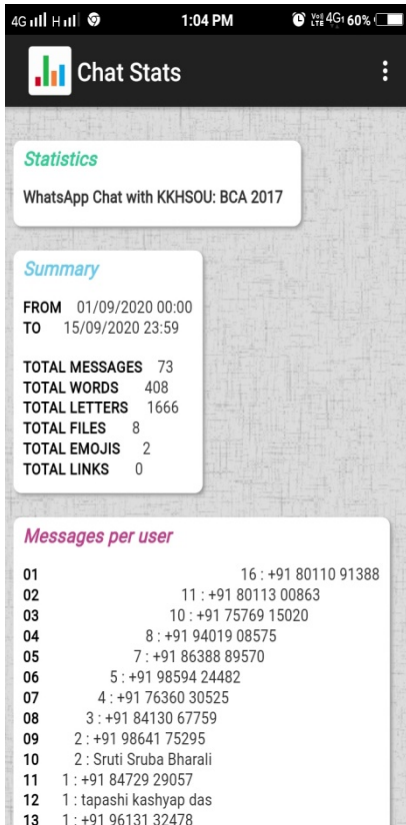 4G H 1:04 PM VoLTE 4G1 60%
Chat Stats
Statistics
WhatsApp Chat with KKHSOU: BCA 2017
Summary
FROM 01/09/2020 00:00
TO 15/09/2020 23:59
TOTAL MESSAGES 73
TOTAL WORDS 408
TOTAL LETTERS 1666
TOTAL FILES 8
TOTAL EMOJIS 2
TOTAL LINKS 0
Messages per user
01 16 : +91 80110 91388
02 11 : +91 80113 00863
03 10 : +91 75769 15020
04 8 : +91 94019 08575
05 7 : +91 86388 89570
06 5 : +91 98594 24482
07 4 : +91 76360 30525
08 3 : +91 84130 67759
09 2 : +91 98641 75295
10 2 : Sruti Sruba Bharali
11 1 : +91 84729 29057
12 1 : tapashi kashyap das
13 1 : +91 96131 32478